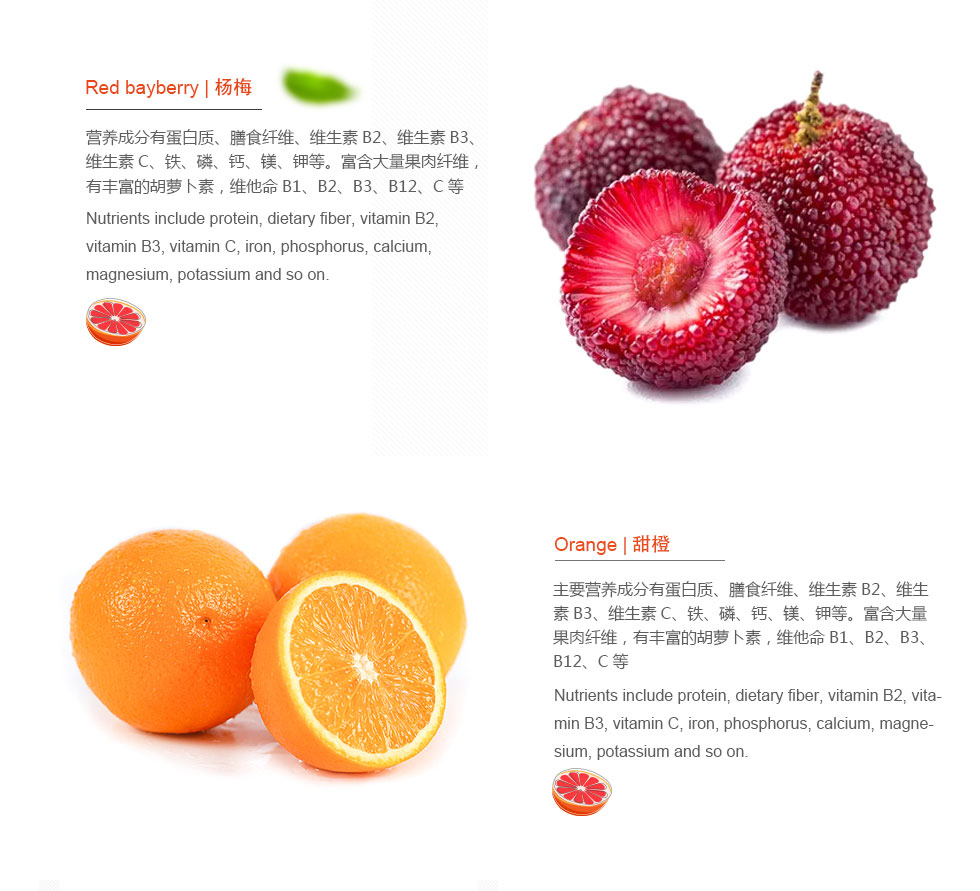 Red bayberry | 杨梅
营养成分有蛋白质、膳食纤维、维生素 B2、维生素 B3、
维生素 C、铁、磷、钙、镁、钾等。富含大量果肉纤维，
有丰富的胡萝卜素，维他命 B1、B2、B3、B12、C 等
Nutrients include protein, dietary fiber, vitamin B2,
vitamin B3, vitamin C, iron, phosphorus, calcium,
magnesium, potassium and so on.
Orange | 甜橙
主要营养成分有蛋白质、膳食纤维、维生素 B2、维生
素 B3、维生素 C、铁、磷、钙、镁、钾等。富含大量
果肉纤维，有丰富的胡萝卜素，维他命 B1、B2、B3、
B12、C 等
Nutrients include protein, dietary fiber, vitamin B2, vita-
min B3, vitamin C, iron, phosphorus, calcium, magne-
sium, potassium and so on.